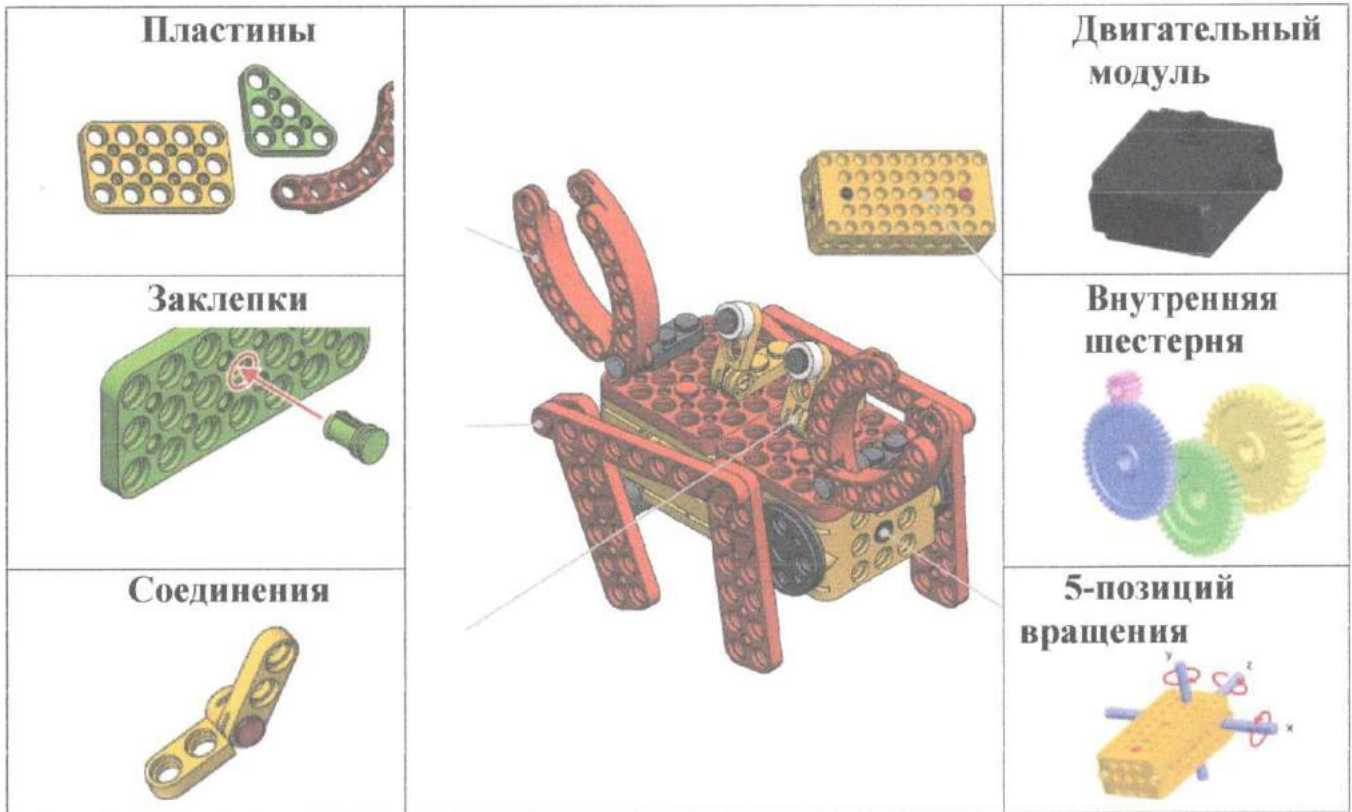 Пластины
Заклепки
Соединения
Двигательный
модуль
Внутренняя
шестерня
5-позиций
вращения
y
z
x